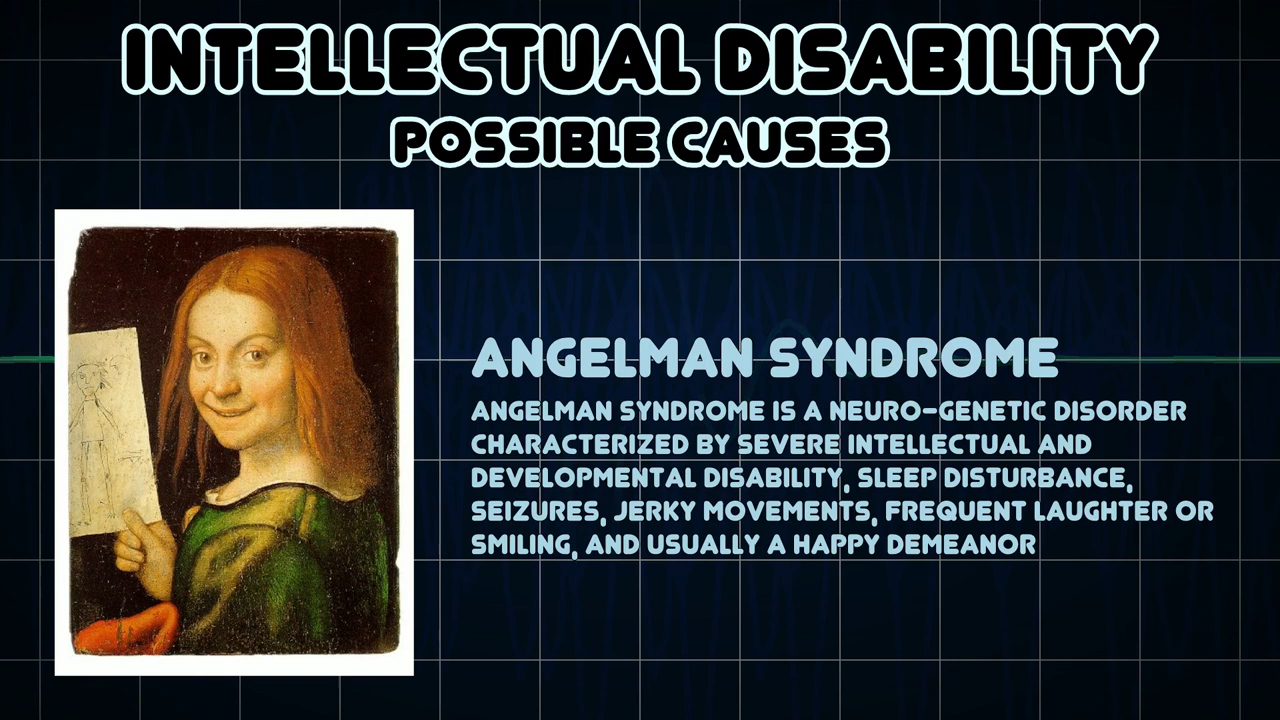 INTELLECTUAL DISABILITY
POSSIBLE CAUSES
ANGELMAN SYNDROME
ANGELMAN SYNDROME IS A NEURO-GENETIC DISORDER
CHARACTERIZED BY SEVERE INTELLECTUAL AND
DEVELOPMENTAL DISABILITY, SLEEP DISTURBANCE,
SEIZURES, JERKY MOVEMENTS, FREQUENT LAUGHTER OR
SMILING, AND USUALLY A HAPPY DEMEANOR